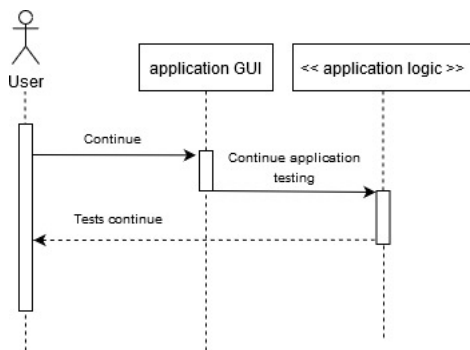 User
application GUI
<< application logic >>
Continue
Continue application
testing
Tests continue